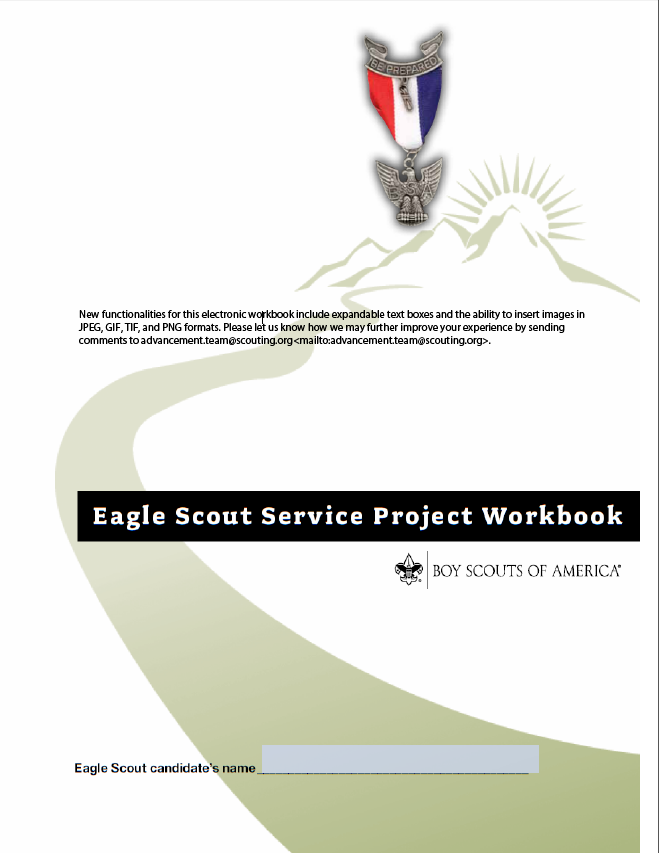 BE PREPARED
BSA
New functionalities for this electronic workbook include expandable text boxes and the ability to insert images in
JPEG, GIF, TIF, and PNG formats. Please let us know how we may further improve your experience by sending
comments to advancement.team@scouting.org<mailto:advancement.team@scouting.org>.
Eagle Scout Service Project Workbook
BOY SCOUTS OF AMERICA®
Eagle Scout candidate's name